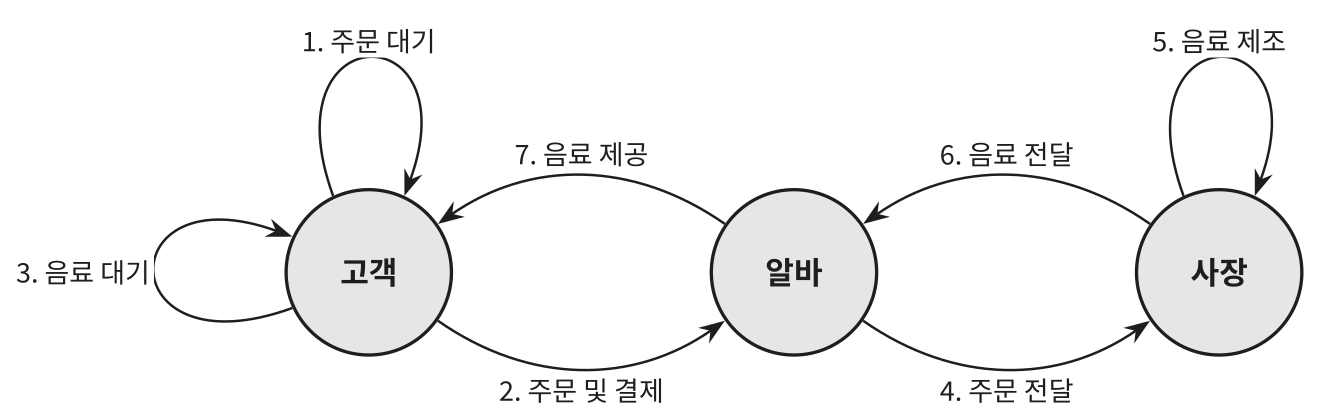 1. 주문 대기
5. 음료 제조
7. 음료 제공
6. 음료 전달
3. 음료 대기
고객
알바
사장
2. 주문 및 결제
4. 주문 전달